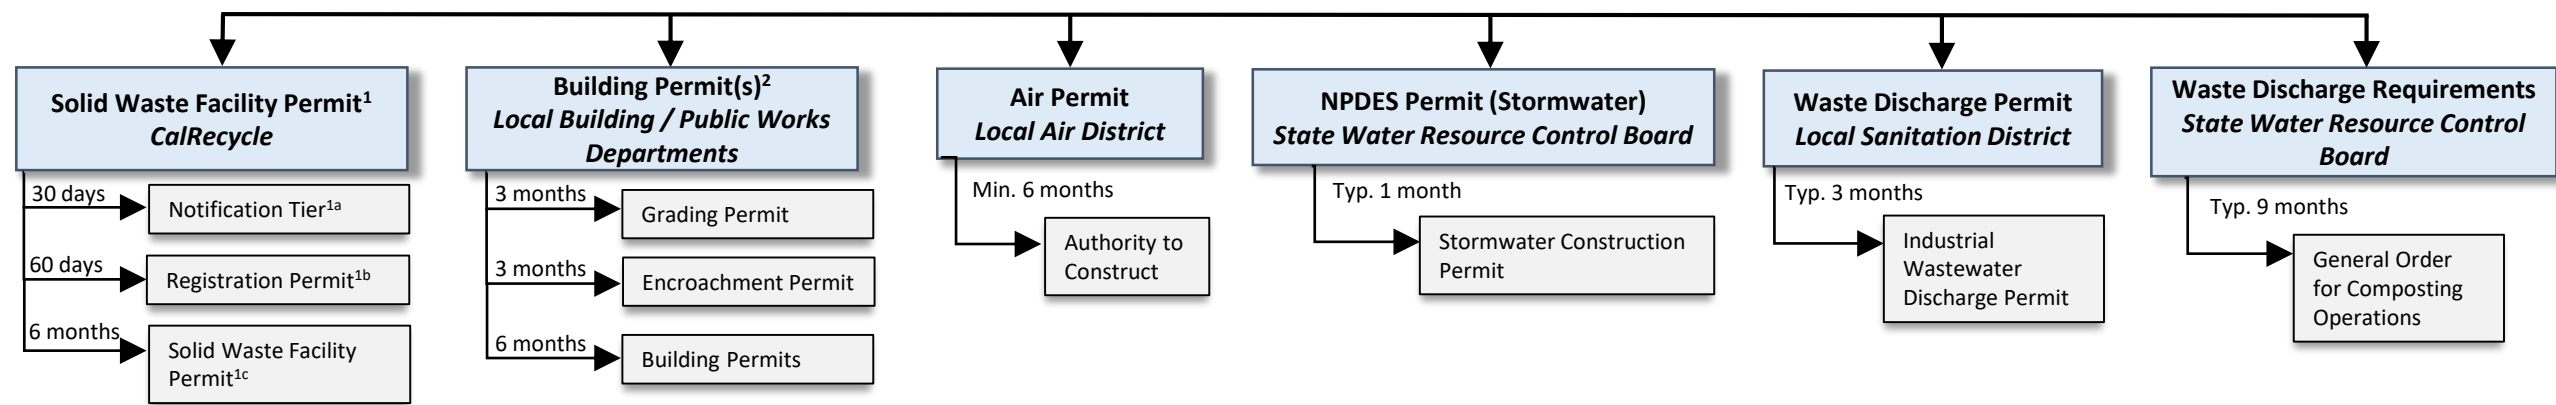 Solid Waste Facility Permit¹
CalRecycle
30 days
Notification Tier¹ᵃ
60 days
Registration Permit¹ᵇ
6 months
Solid Waste Facility
Permit¹ᶜ
Building Permit(s)²
Local Building / Public Works
Departments
3 months
Grading Permit
3 months
Encroachment Permit
6 months
Building Permits
Air Permit
Local Air District
Min. 6 months
Authority to
Construct
NPDES Permit (Stormwater)
State Water Resource Control Board
Typ. 1 month
Stormwater Construction
Permit
Waste Discharge Permit
Local Sanitation District
Typ. 3 months
Industrial
Wastewater
Discharge Permit
Waste Discharge Requirements
State Water Resource Control
Board
Typ. 9 months
General Order
for Composting
Operations